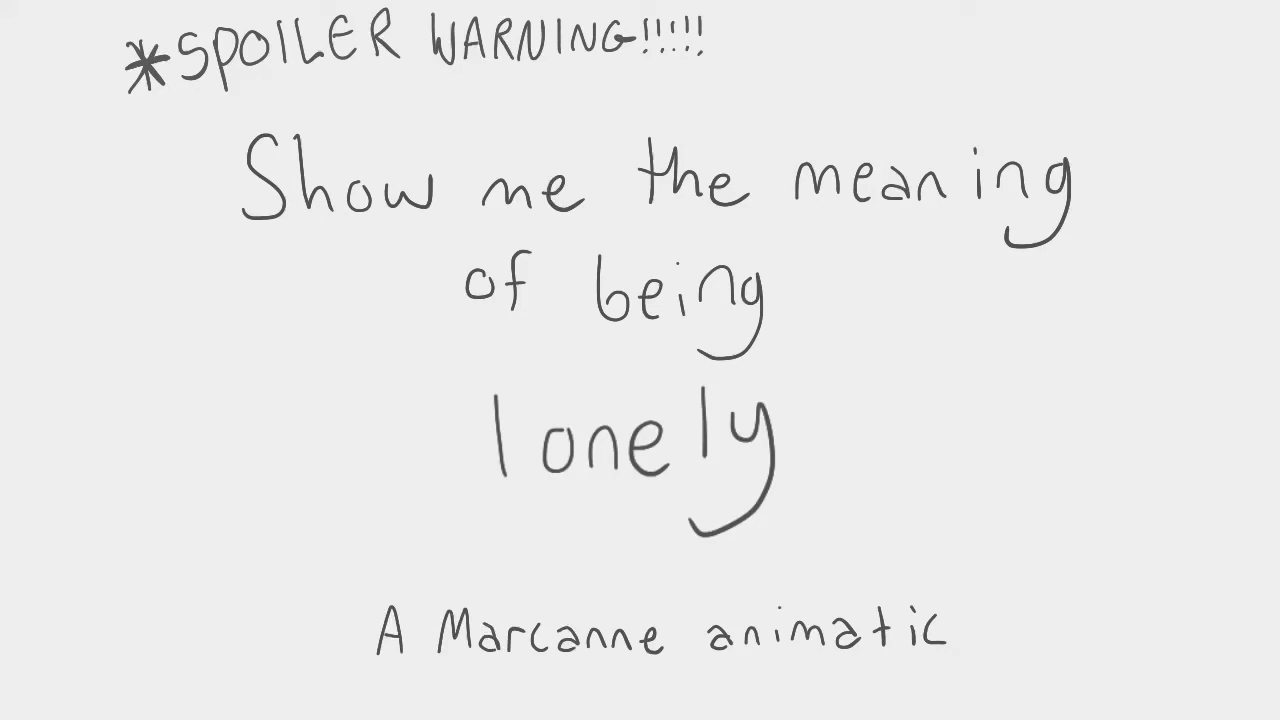 *SPOILER WARNING!!!!!
Show me the meaning
of being
lonely
A Marcanne animatic